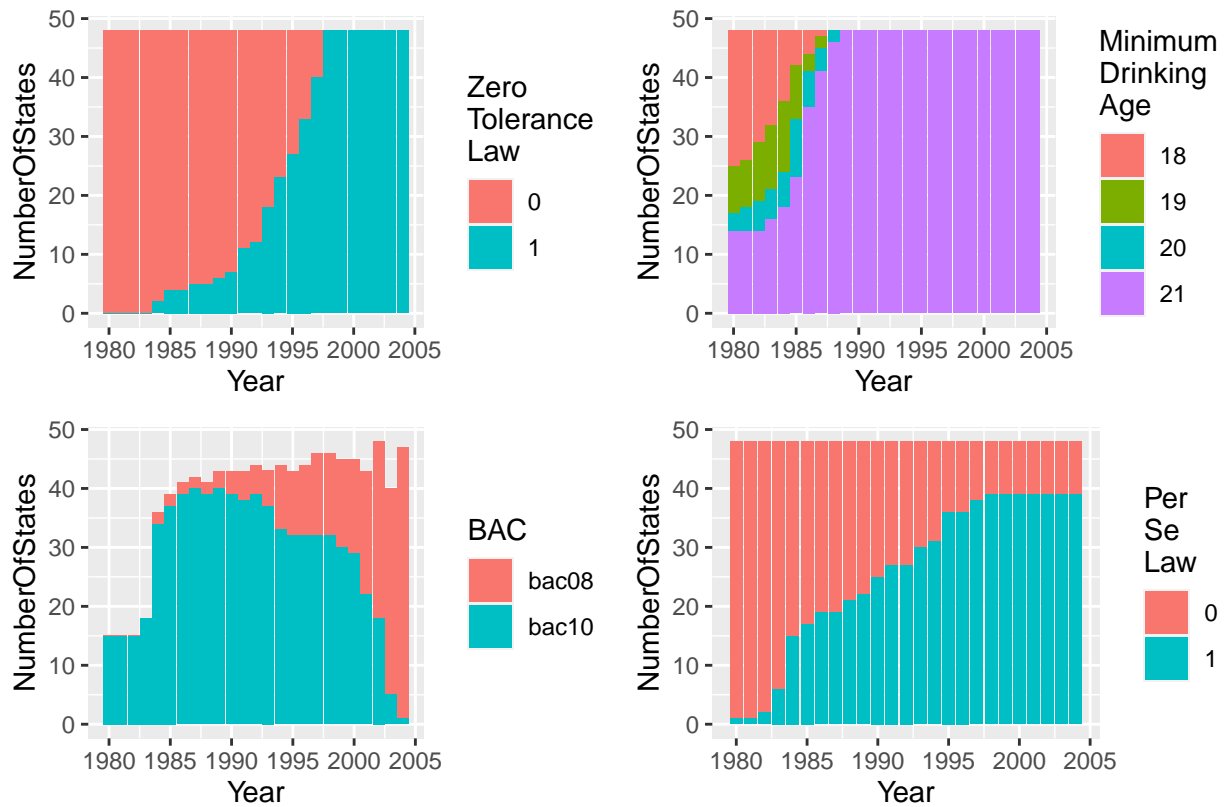 50
40
30
20
10
0
NumberOfStates
1980 1985 1990 1995 2000 2005
Year
Zero
Tolerance
Law
0
1
50
40
30
20
10
0
NumberOfStates
1980 1985 1990 1995 2000 2005
Year
Minimum
Drinking
Age
18
19
20
21
50
40
30
20
10
0
NumberOfStates
1980 1985 1990 1995 2000 2005
Year
BAC
bac08
bac10
50
40
30
20
10
0
NumberOfStates
1980 1985 1990 1995 2000 2005
Year
Per
Se
Law
0
1